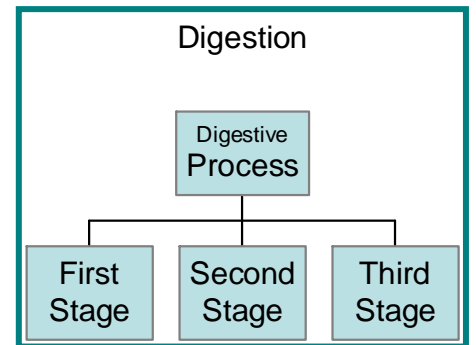 Digestion
Digestive
Process
First
Stage
Second
Stage
Third
Stage